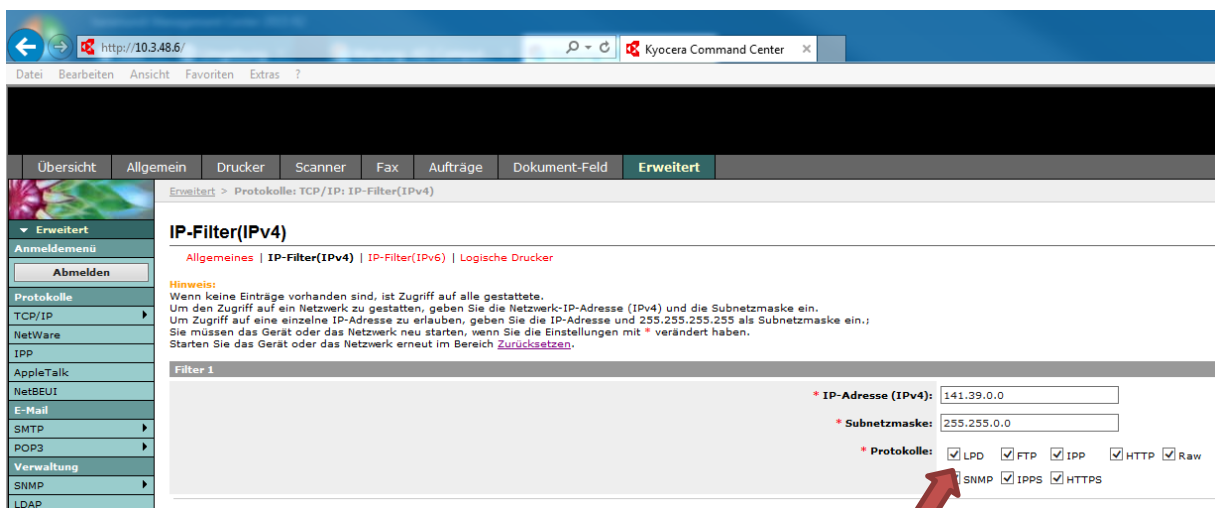 http://10.3.48.6/
Kyocera Command Center
Datei Bearbeiten Ansicht Favoriten Extras ?
Übersicht Allgemein Drucker Scanner Fax Aufträge Dokument-Feld Erweitert
Erweitert > Protokolle: TCP/IP: IP-Filter(IPv4)
Erweitert
Anmeldemenü
Abmelden
Protokolle
TCP/IP
NetWare
IPP
AppleTalk
NetBEUI
E-Mail
SMTP
POP3
Verwaltung
SNMP
LDAP
IP-Filter(IPv4)
Allgemeines | IP-Filter(IPv4) | IP-Filter(IPv6) | Logische Drucker
Hinweis:
Wenn keine Einträge vorhanden sind, ist Zugriff auf alle gestattete.
Um den Zugriff auf ein Netzwerk zu gestatten, geben Sie die Netzwerk-IP-Adresse (IPv4) und die Subnetzmaske ein.
Um Zugriff auf eine einzelne IP-Adresse zu erlauben, geben Sie die IP-Adresse und 255.255.255.255 als Subnetzmaske ein.;
Sie müssen das Gerät oder das Netzwerk neu starten, wenn Sie die Einstellungen mit * verändert haben.
Starten Sie das Gerät oder das Netzwerk erneut im Bereich Zurücksetzen.
Filter 1
* IP-Adresse (IPv4): 141.39.0.0
* Subnetzmaske: 255.255.0.0
* Protokolle: LPD FTP IPP HTTP Raw
SNMP IPPS HTTPS